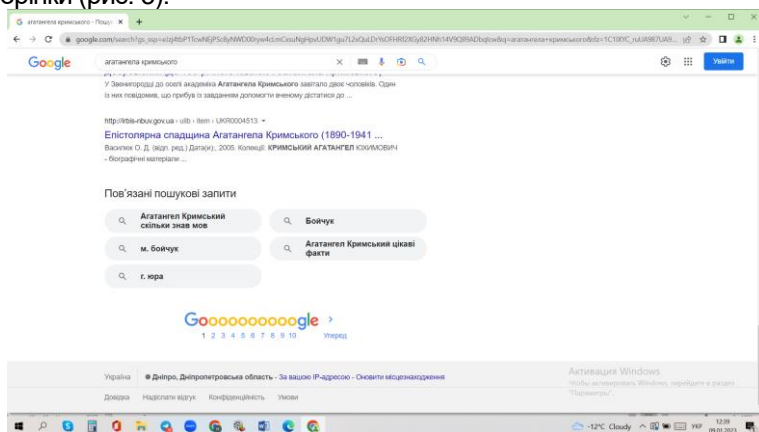 орінки (рис. 3).
агатангела кримського - Пошук
Google
агатангела кримського
Увійти
У Звенигородці до оселі академіка Агатангела Кримського завітало двоє чоловіків. Один
із них повідомив, що прибув із завданням допомогти вченому дістатися до ...
http://irbis-nbuv.gov.ua › ulib › item › UKR0004513
Епістолярна спадщина Агатангела Кримського (1890-1941 ...
Василюк О. Д. (відп. ред.) Дата(и):, 2005. Колекції: КРИМСЬКИЙ АГАТАНГЕЛ ЮХИМОВИЧ
- біографічні матеріали ...
Пов'язані пошукові запити
Агатангел Кримський
скільки знав мов
Бойчук
м. бойчук
Агатангел Кримський цікаві
факти
г. юра
Goooooooooogle
1 2 3 4 5 6 7 8 9 10 Уперед
Україна
Дніпро, Дніпропетровська область - За вашою IP-адресою - Оновити місцезнаходження
Довідка Надіслати відгук Конфіденційність Умови
Активация Windows
Чтобы активировать Windows, перейдите в раздел
"Параметры".
-12°C Cloudy
УКР
12:39
09.01.2023